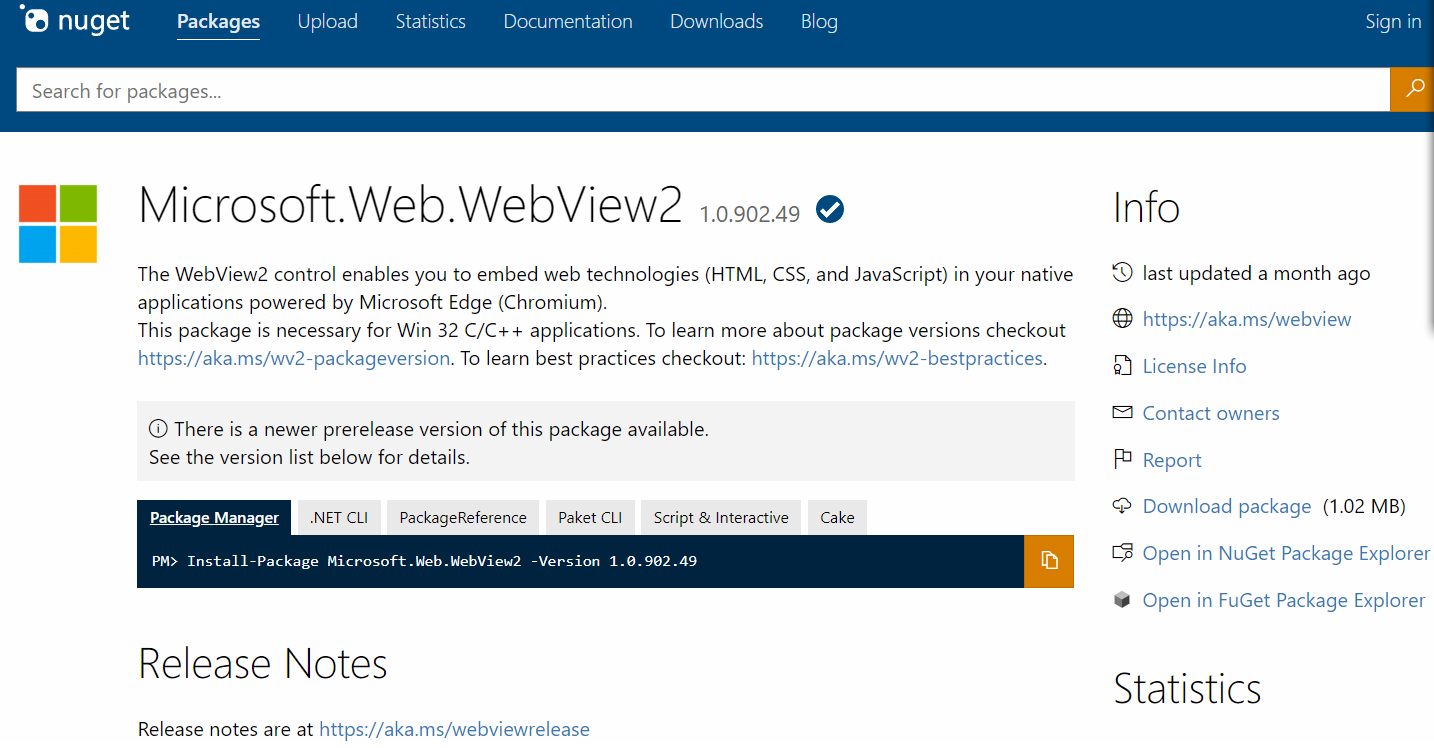 nuget
Packages Upload Statistics Documentation Downloads Blog Sign in
Search for packages...
Microsoft.Web.WebView2 1.0.902.49
The WebView2 control enables you to embed web technologies (HTML, CSS, and JavaScript) in your native
applications powered by Microsoft Edge (Chromium).
This package is necessary for Win 32 C/C++ applications. To learn more about package versions checkout
https://aka.ms/wv2-packageversion. To learn best practices checkout: https://aka.ms/wv2-bestpractices.
There is a newer prerelease version of this package available.
See the version list below for details.
Package Manager .NET CLI PackageReference Paket CLI Script & Interactive Cake
PM> Install-Package Microsoft.Web.WebView2 -Version 1.0.902.49
Release Notes
Release notes are at https://aka.ms/webviewrelease
Info
last updated a month ago
https://aka.ms/webview
License Info
Contact owners
Report
Download package (1.02 MB)
Open in NuGet Package Explorer
Open in FuGet Package Explorer
Statistics